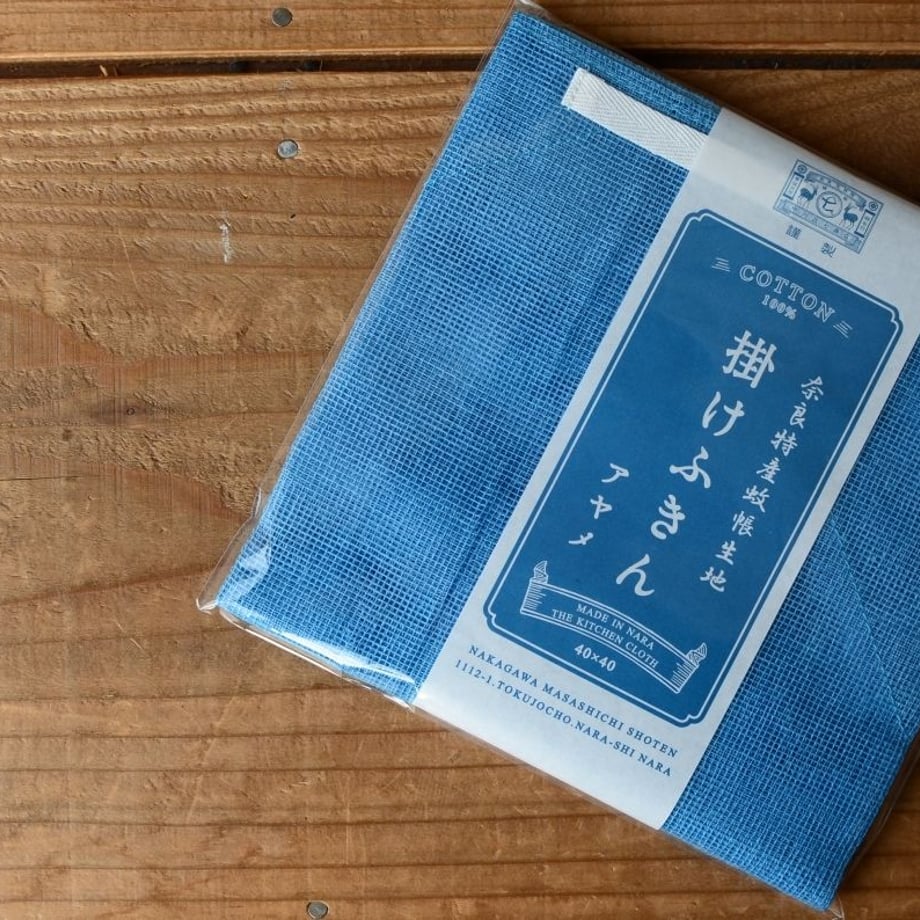 七
謹製
COTTON
100%
奈良特産蚊帳生地
掛けふきん
アヤメ
MADE IN NARA
THE KITCHEN CLOTH
40×40
NAKAGAWA MASASHICHI SHOTEN
1112-1.TOKUJOCHO.NARA-SHI NARA